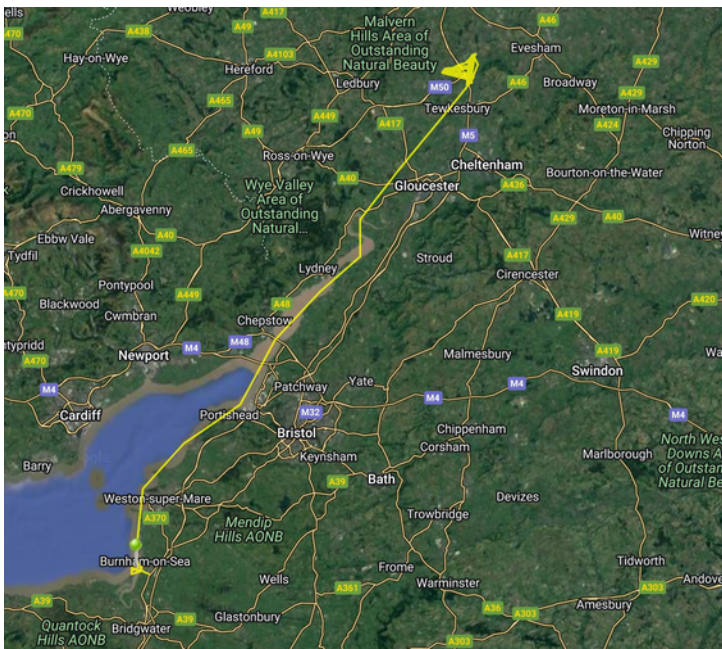 ells
Weobley
A417
A46
A49
Malvern
Hills Area of
Outstanding
Natural Beauty
A470
A438
Evesham
Hay-on-Wye
A4103
A429
Hereford
Ledbury
M50
A46
Broadway
A465
A449
Tewkesbury
Moreton-in-Marsh
A470
A49
A417
A424
on
M5
Chipping
Norton
A465
Ross-on-Wye
Cheltenham
A479
A40
Bourton-on-the-Water
Crickhowell
Wye Valley
Area of
Outstanding
Natural...
Gloucester
A436
Abergavenny
A429
A40
Ebbw Vale
A40
Witney
Tydfil
A4042
Lydney
Stroud
A417
Cirencester
A470
Pontypool
A449
A48
A420
Blackwood
Cwmbran
Chepstow
A419
ntypridd
M48
Newport
M4
Malmesbury
A419
A470
Swindon
M4
Patchway
Yate
M4
M4
Cardiff
Portishead
M32
M4
Bristol
Chippenham
Barry
Keynsham
Corsham
Marlborough
North Wes
Downs A
of Outstan
Natural Be
A39
Bath
Weston-super-Mare
Devizes
A370
Mendip
Hills AONB
Trowbridge
Burnham-on-Sea
Tidworth
Wells
Frome
Warminster
Andove
A361
A303
A39
A36
Amesbury
A303
Glastonbury
A303
Quantock
Hills AONB
Bridgwater
A39